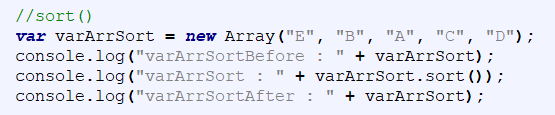 //sort()
var varArrSort = new Array("E", "B", "A", "C", "D");
console.log("varArrSortBefore : " + varArrSort);
console.log("varArrSort : " + varArrSort.sort());
console.log("varArrSortAfter : " + varArrSort);